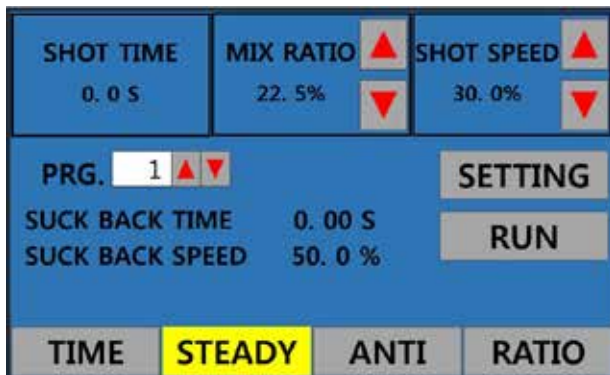 SHOT TIME
0. 0 S
MIX RATIO
22. 5%
SHOT SPEED
30. 0%
PRG. 1
SETTING
SUCK BACK TIME 0. 00 S
SUCK BACK SPEED 50. 0 %
RUN
TIME STEADY ANTI RATIO